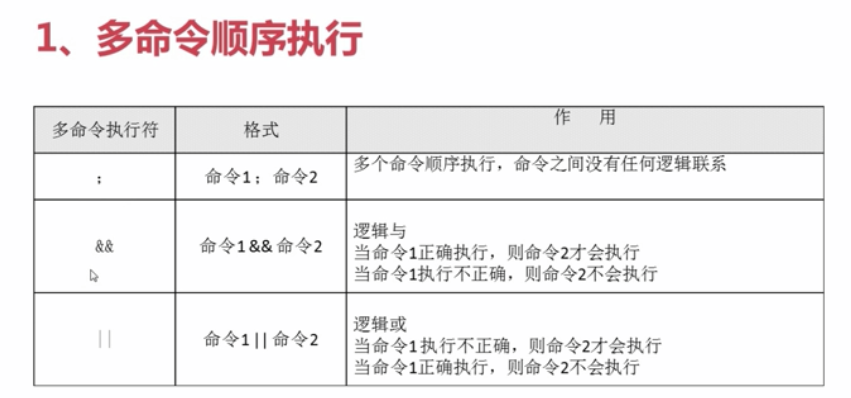 1、多命令顺序执行
多命令执行符 格式 作 用
; 命令1；命令2 多个命令顺序执行，命令之间没有任何逻辑联系
&& 命令1 && 命令2 逻辑与
当命令1正确执行，则命令2才会执行
当命令1执行不正确，则命令2不会执行
|| 命令1 || 命令2 逻辑或
当命令1 执行不正确，则命令2才会执行
当命令1正确执行，则命令2不会执行